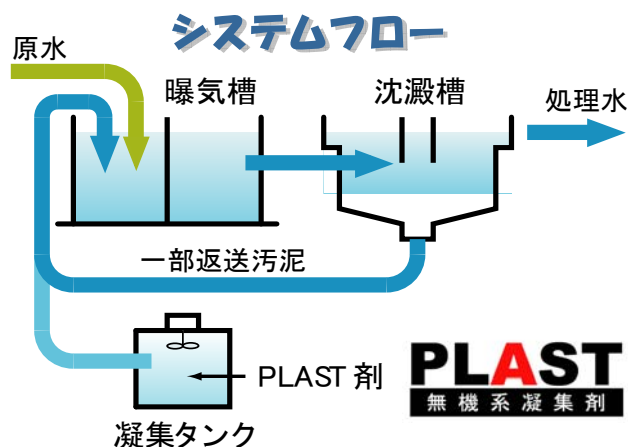 システムフロー
原水
曝気槽
沈澱槽
処理水
一部返送汚泥
PLAST 剤
凝集タンク
PLAST
無機系凝集剤